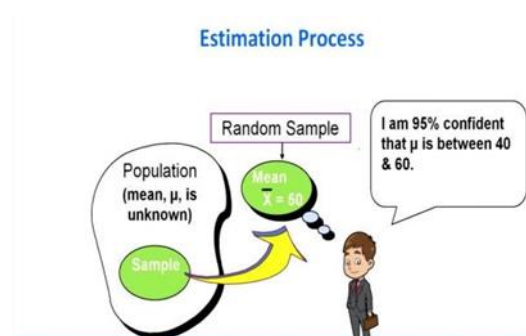 Estimation Process
Random Sample
Population
(mean, μ, is
unknown)
Sample
Mean
X̅ = 50
I am 95% confident
that μ is between 40
& 60.